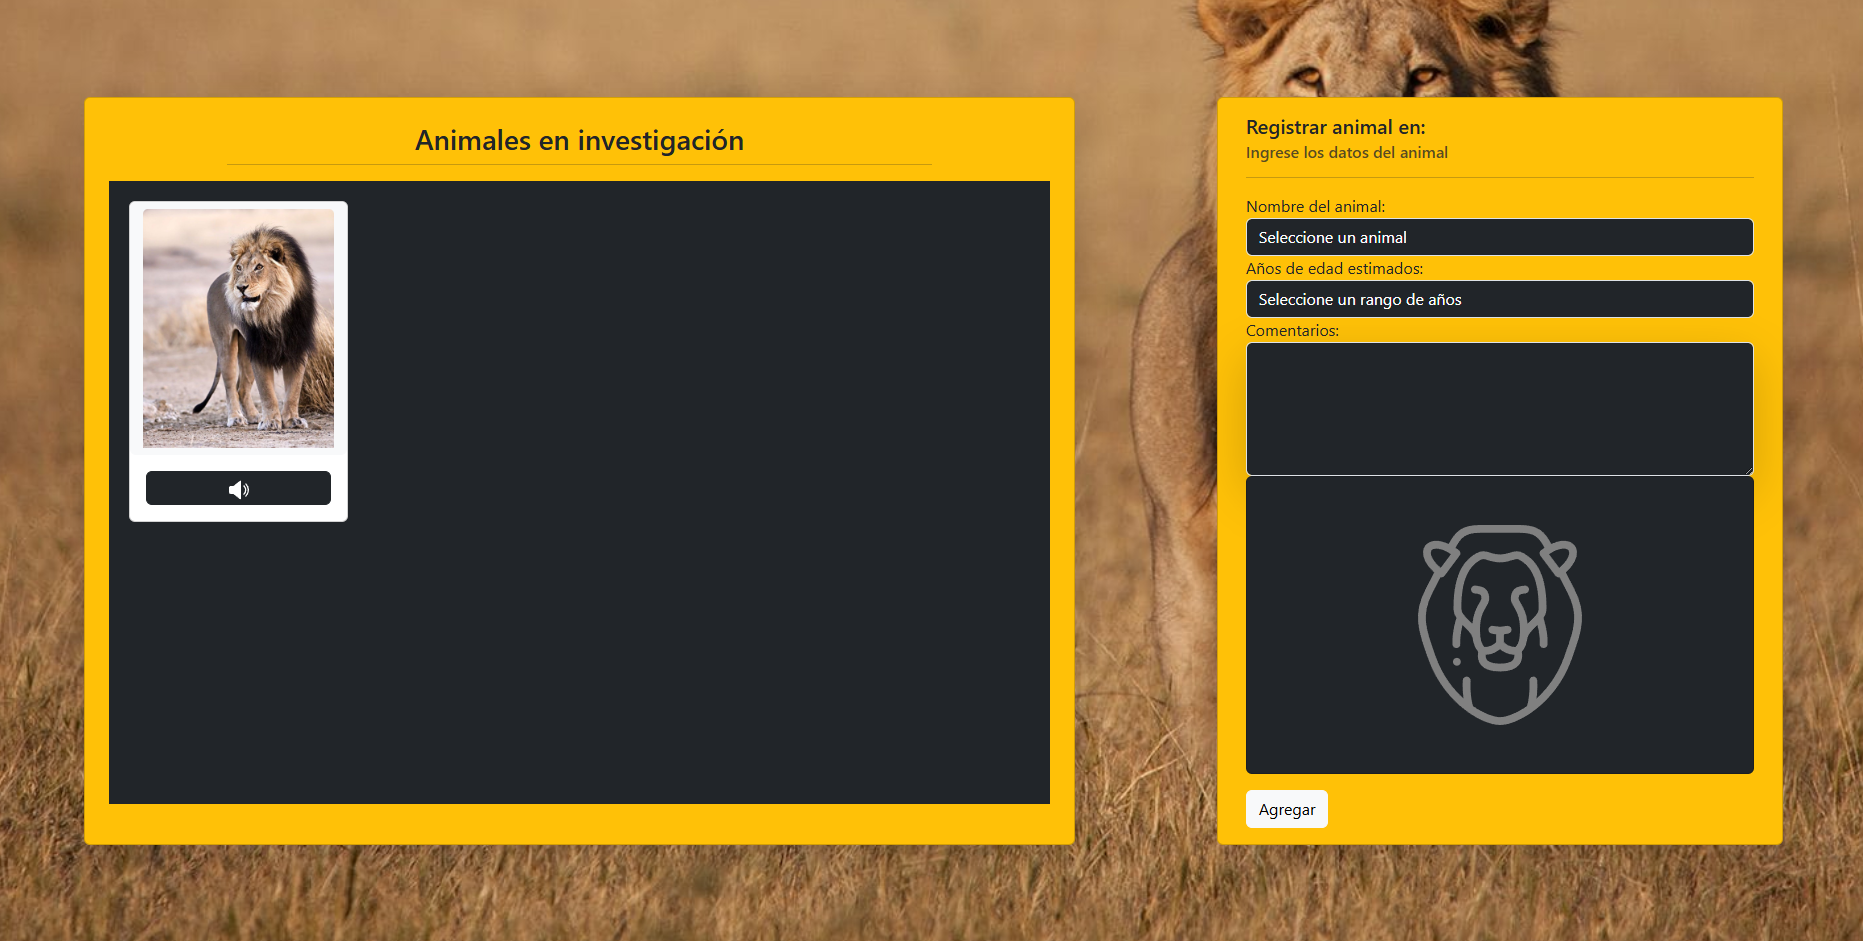 Animales en investigación
Registrar animal en:
Ingrese los datos del animal
Nombre del animal:
Seleccione un animal
Años de edad estimados:
Seleccione un rango de años
Comentarios:
Agregar